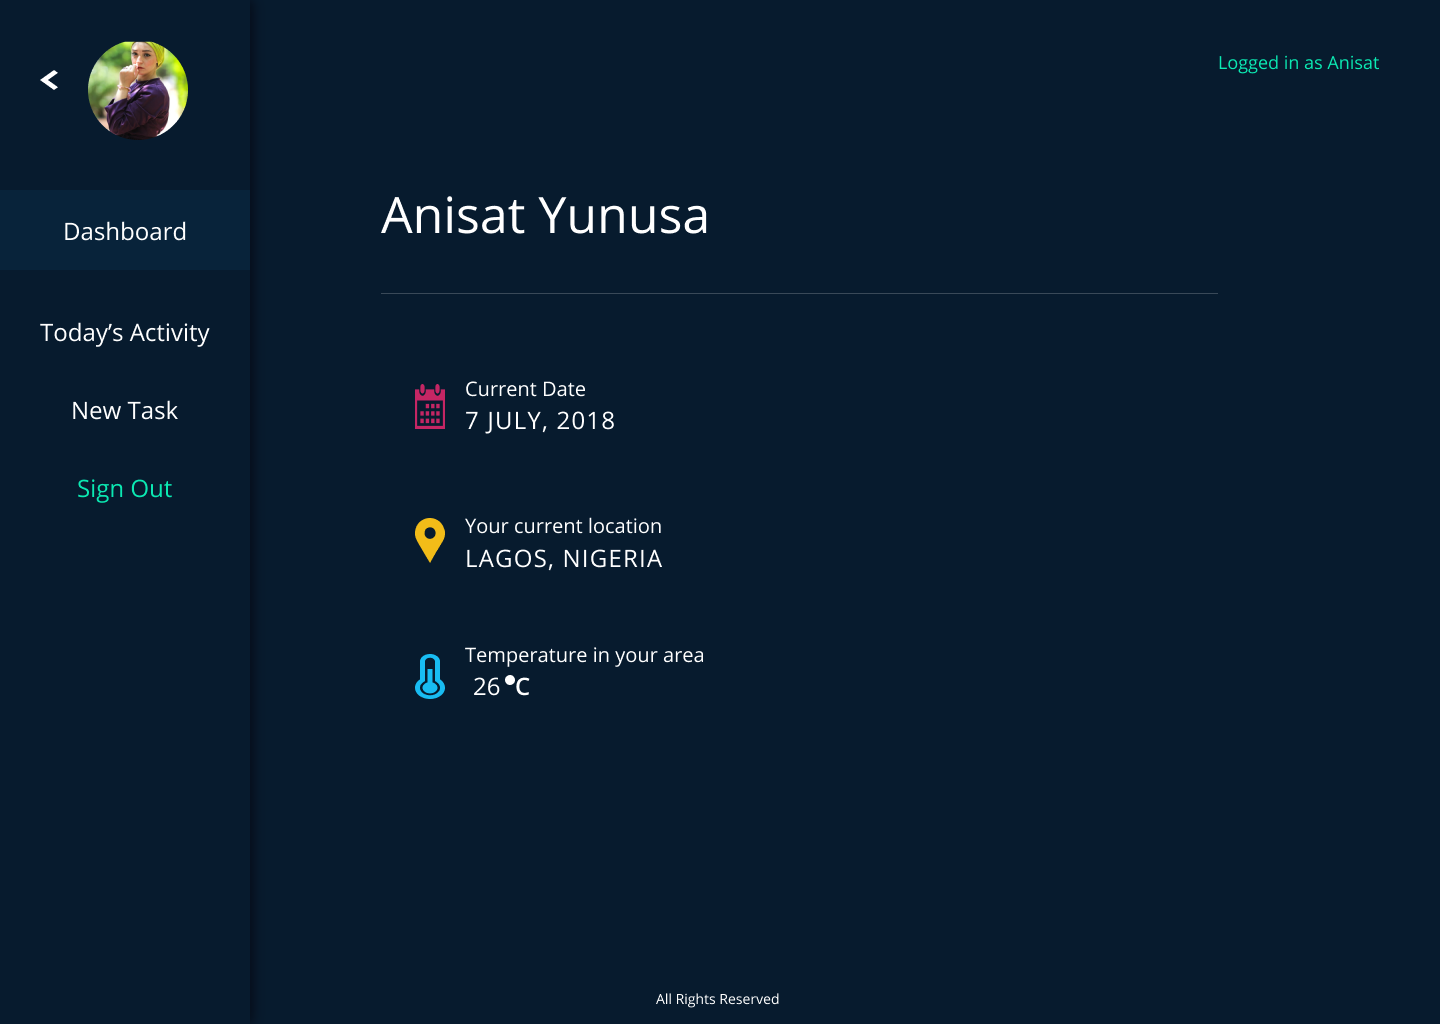 Logged in as Anisat
Dashboard
Today’s Activity
New Task
Sign Out
Anisat Yunusa
Current Date
7 JULY, 2018
Your current location
LAGOS, NIGERIA
Temperature in your area
26 °C
All Rights Reserved